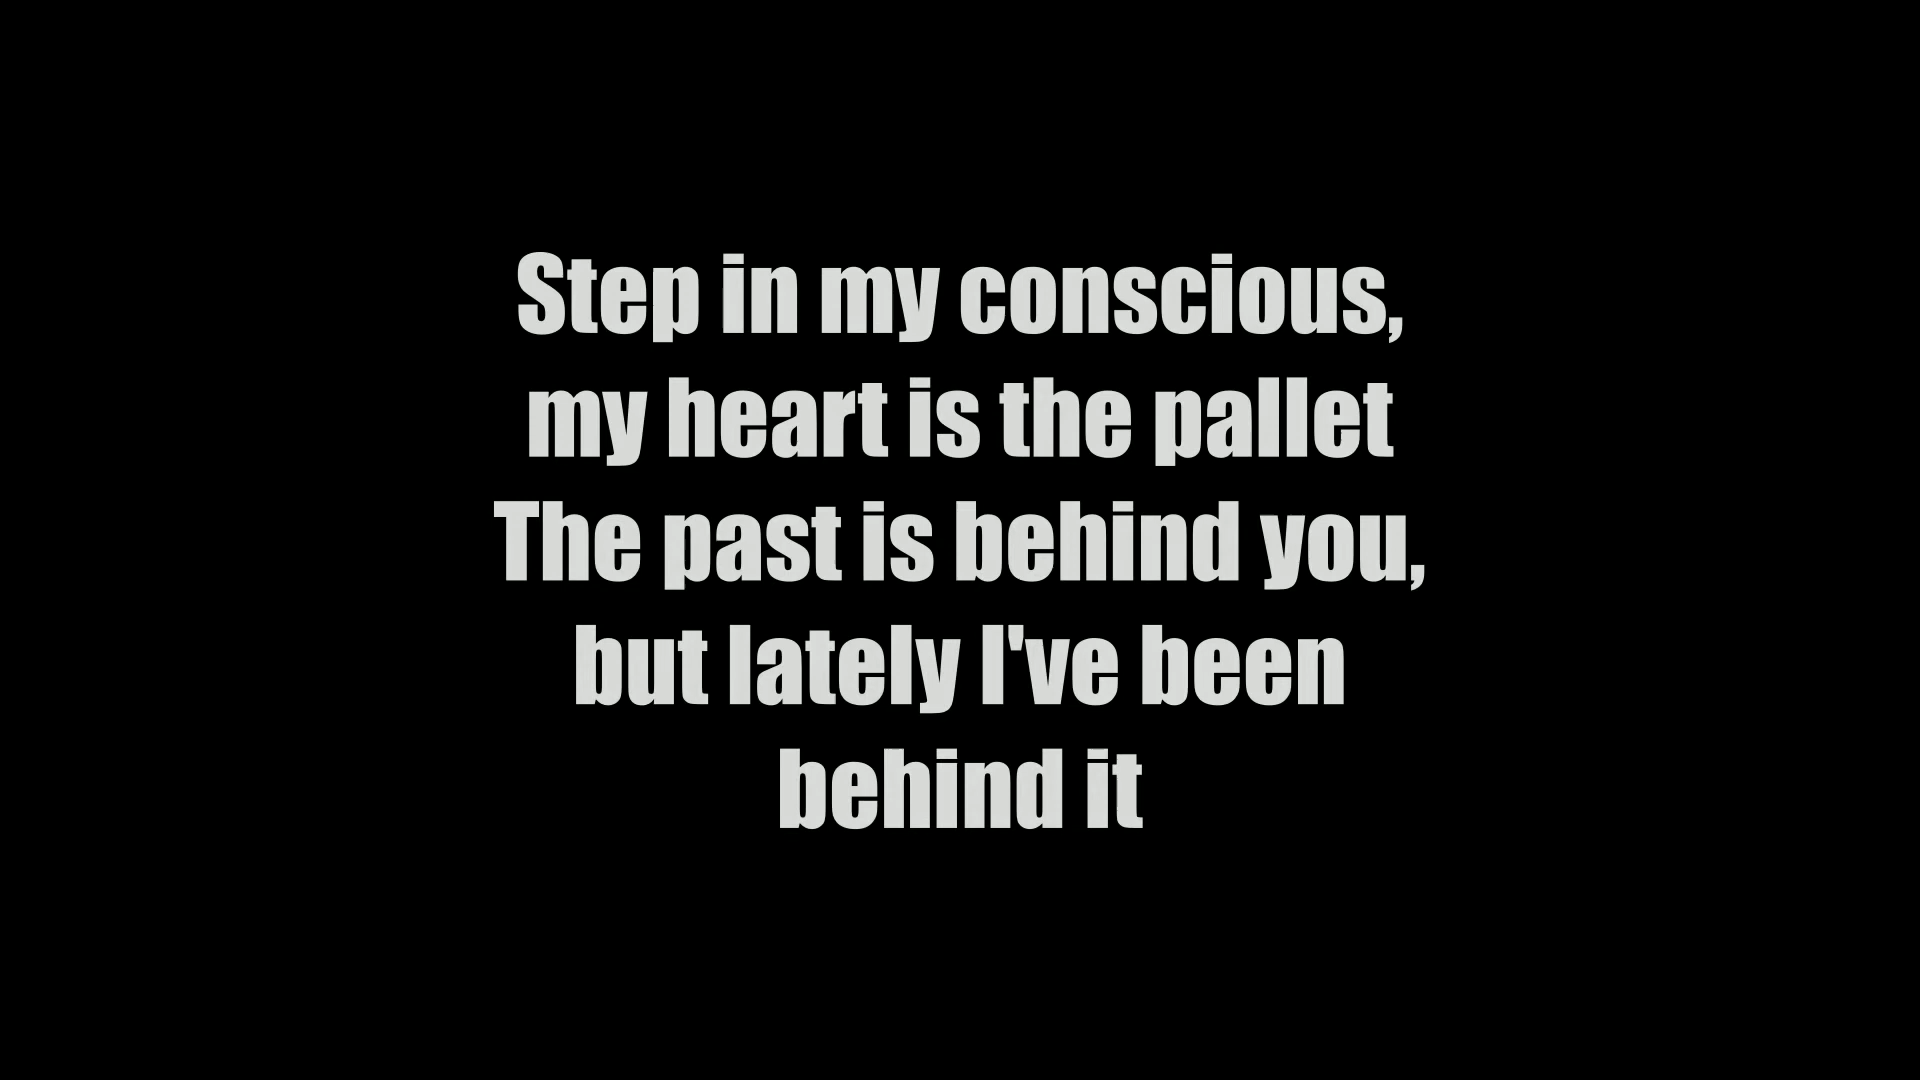 Step in my conscious,
my heart is the pallet
The past is behind you,
but lately I've been
behind it